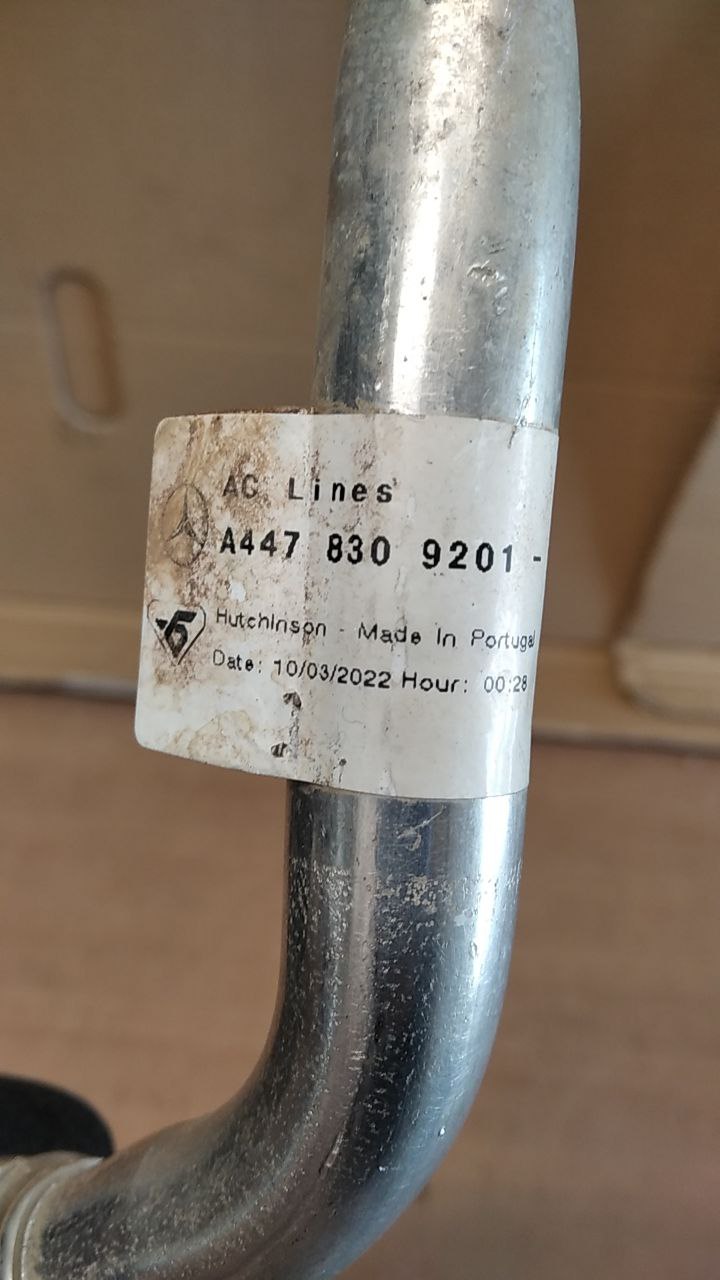 AC Lines
A447 830 9201 -
Hutchinson - Made In Portugal
Date: 10/03/2022 Hour: 00:28